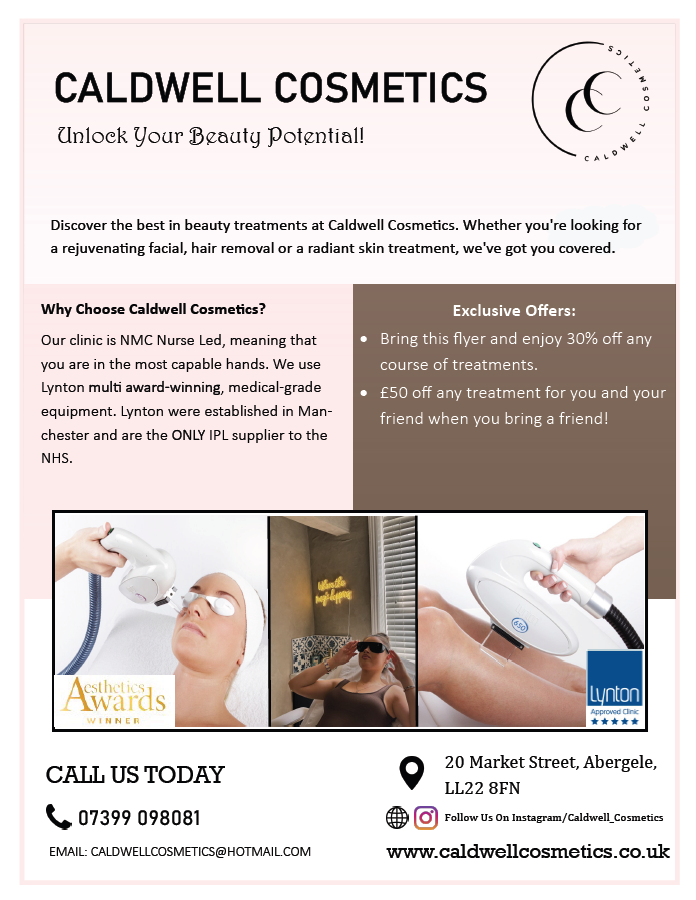 CALDWELL COSMETICS
Unlock Your Beauty Potential!
CALDWELL COSMETICS
CC
Discover the best in beauty treatments at Caldwell Cosmetics. Whether you're looking for
a rejuvenating facial, hair removal or a radiant skin treatment, we've got you covered.
Why Choose Caldwell Cosmetics?
Our clinic is NMC Nurse Led, meaning that
you are in the most capable hands. We use
Lynton multi award-winning, medical-grade
equipment. Lynton were established in Man-
chester and are the ONLY IPL supplier to the
NHS.
Exclusive Offers:
• Bring this flyer and enjoy 30% off any
course of treatments.
• £50 off any treatment for you and your
friend when you bring a friend!
Where the
magic happens
650
Aesthetics
Awards
WINNER
Lynton
Approved Clinic
CALL US TODAY
07399 098081
EMAIL: CALDWELLCOSMETICS@HOTMAIL.COM
20 Market Street, Abergele,
LL22 8FN
Follow Us On Instagram/Caldwell_Cosmetics
www.caldwellcosmetics.co.uk